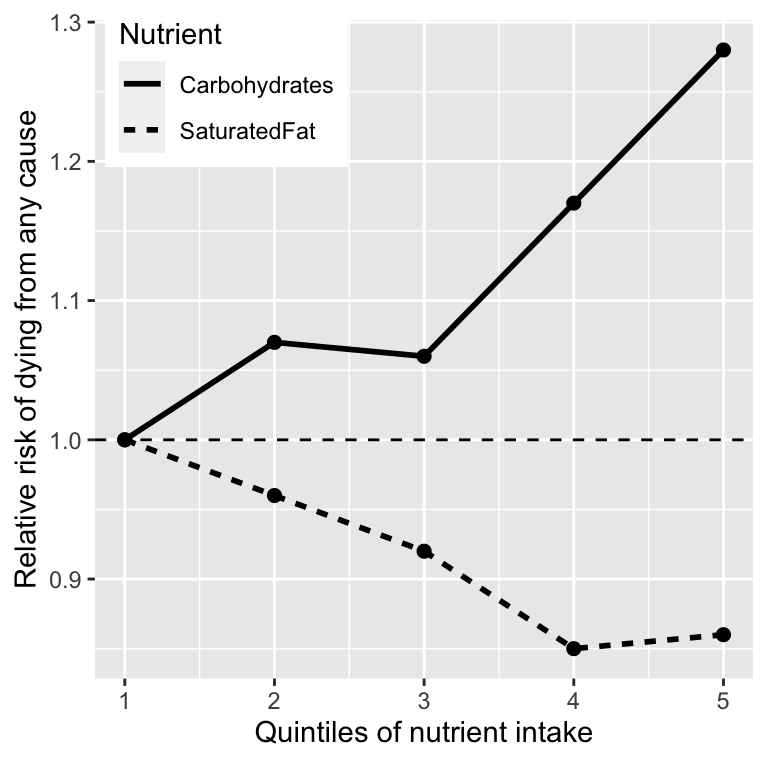 Nutrient
Carbohydrates
SaturatedFat
Relative risk of dying from any cause
1.3
1.2
1.1
1.0
0.9
1 2 3 4 5
Quintiles of nutrient intake